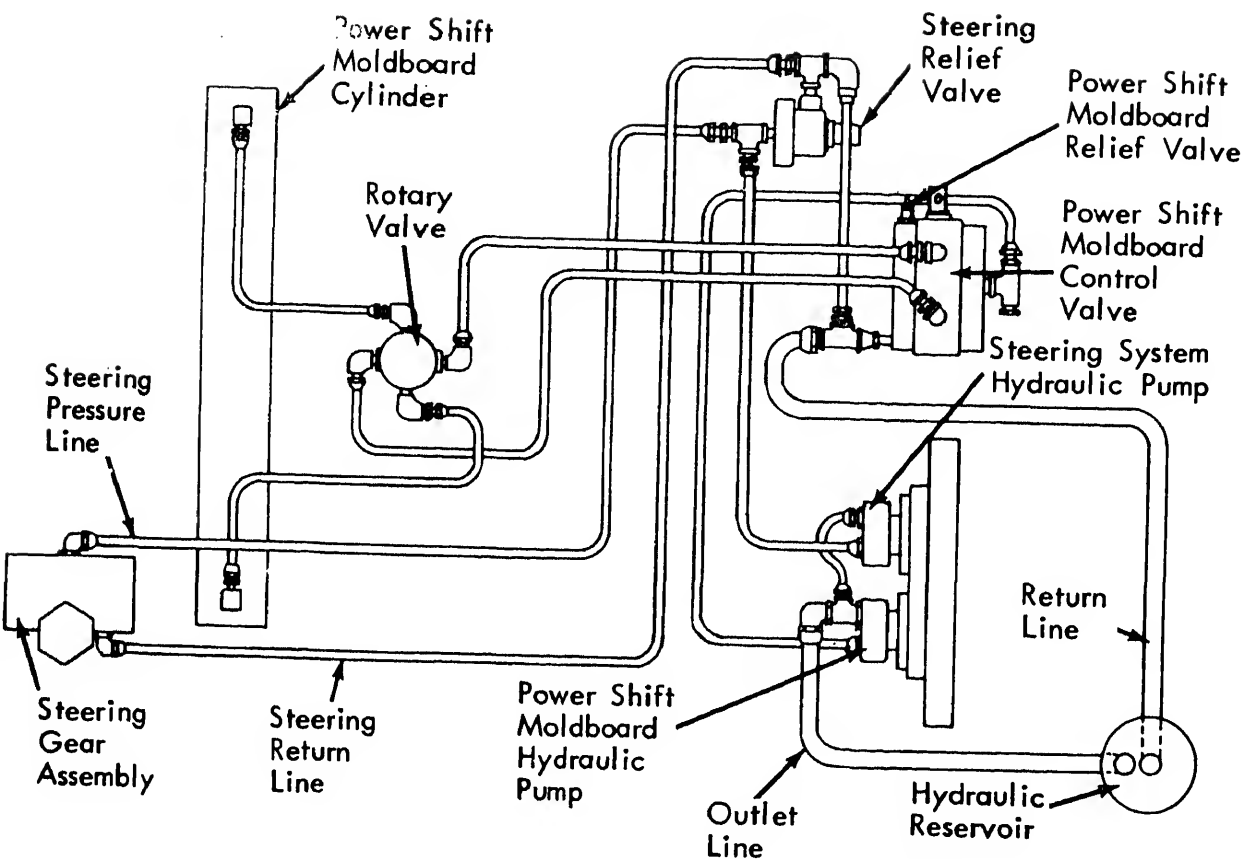 Power Shift
Moldboard
Cylinder
Steering
Relief
Valve
Power Shift
Moldboard
Relief Valve
Rotary
Valve
Power Shift
Moldboard
Control
Valve
Steering System
Hydraulic Pump
Steering
Pressure
Line
Return
Line
Steering
Gear
Assembly
Steering
Return
Line
Power Shift
Moldboard
Hydraulic
Pump
Outlet
Line
Hydraulic
Reservoir